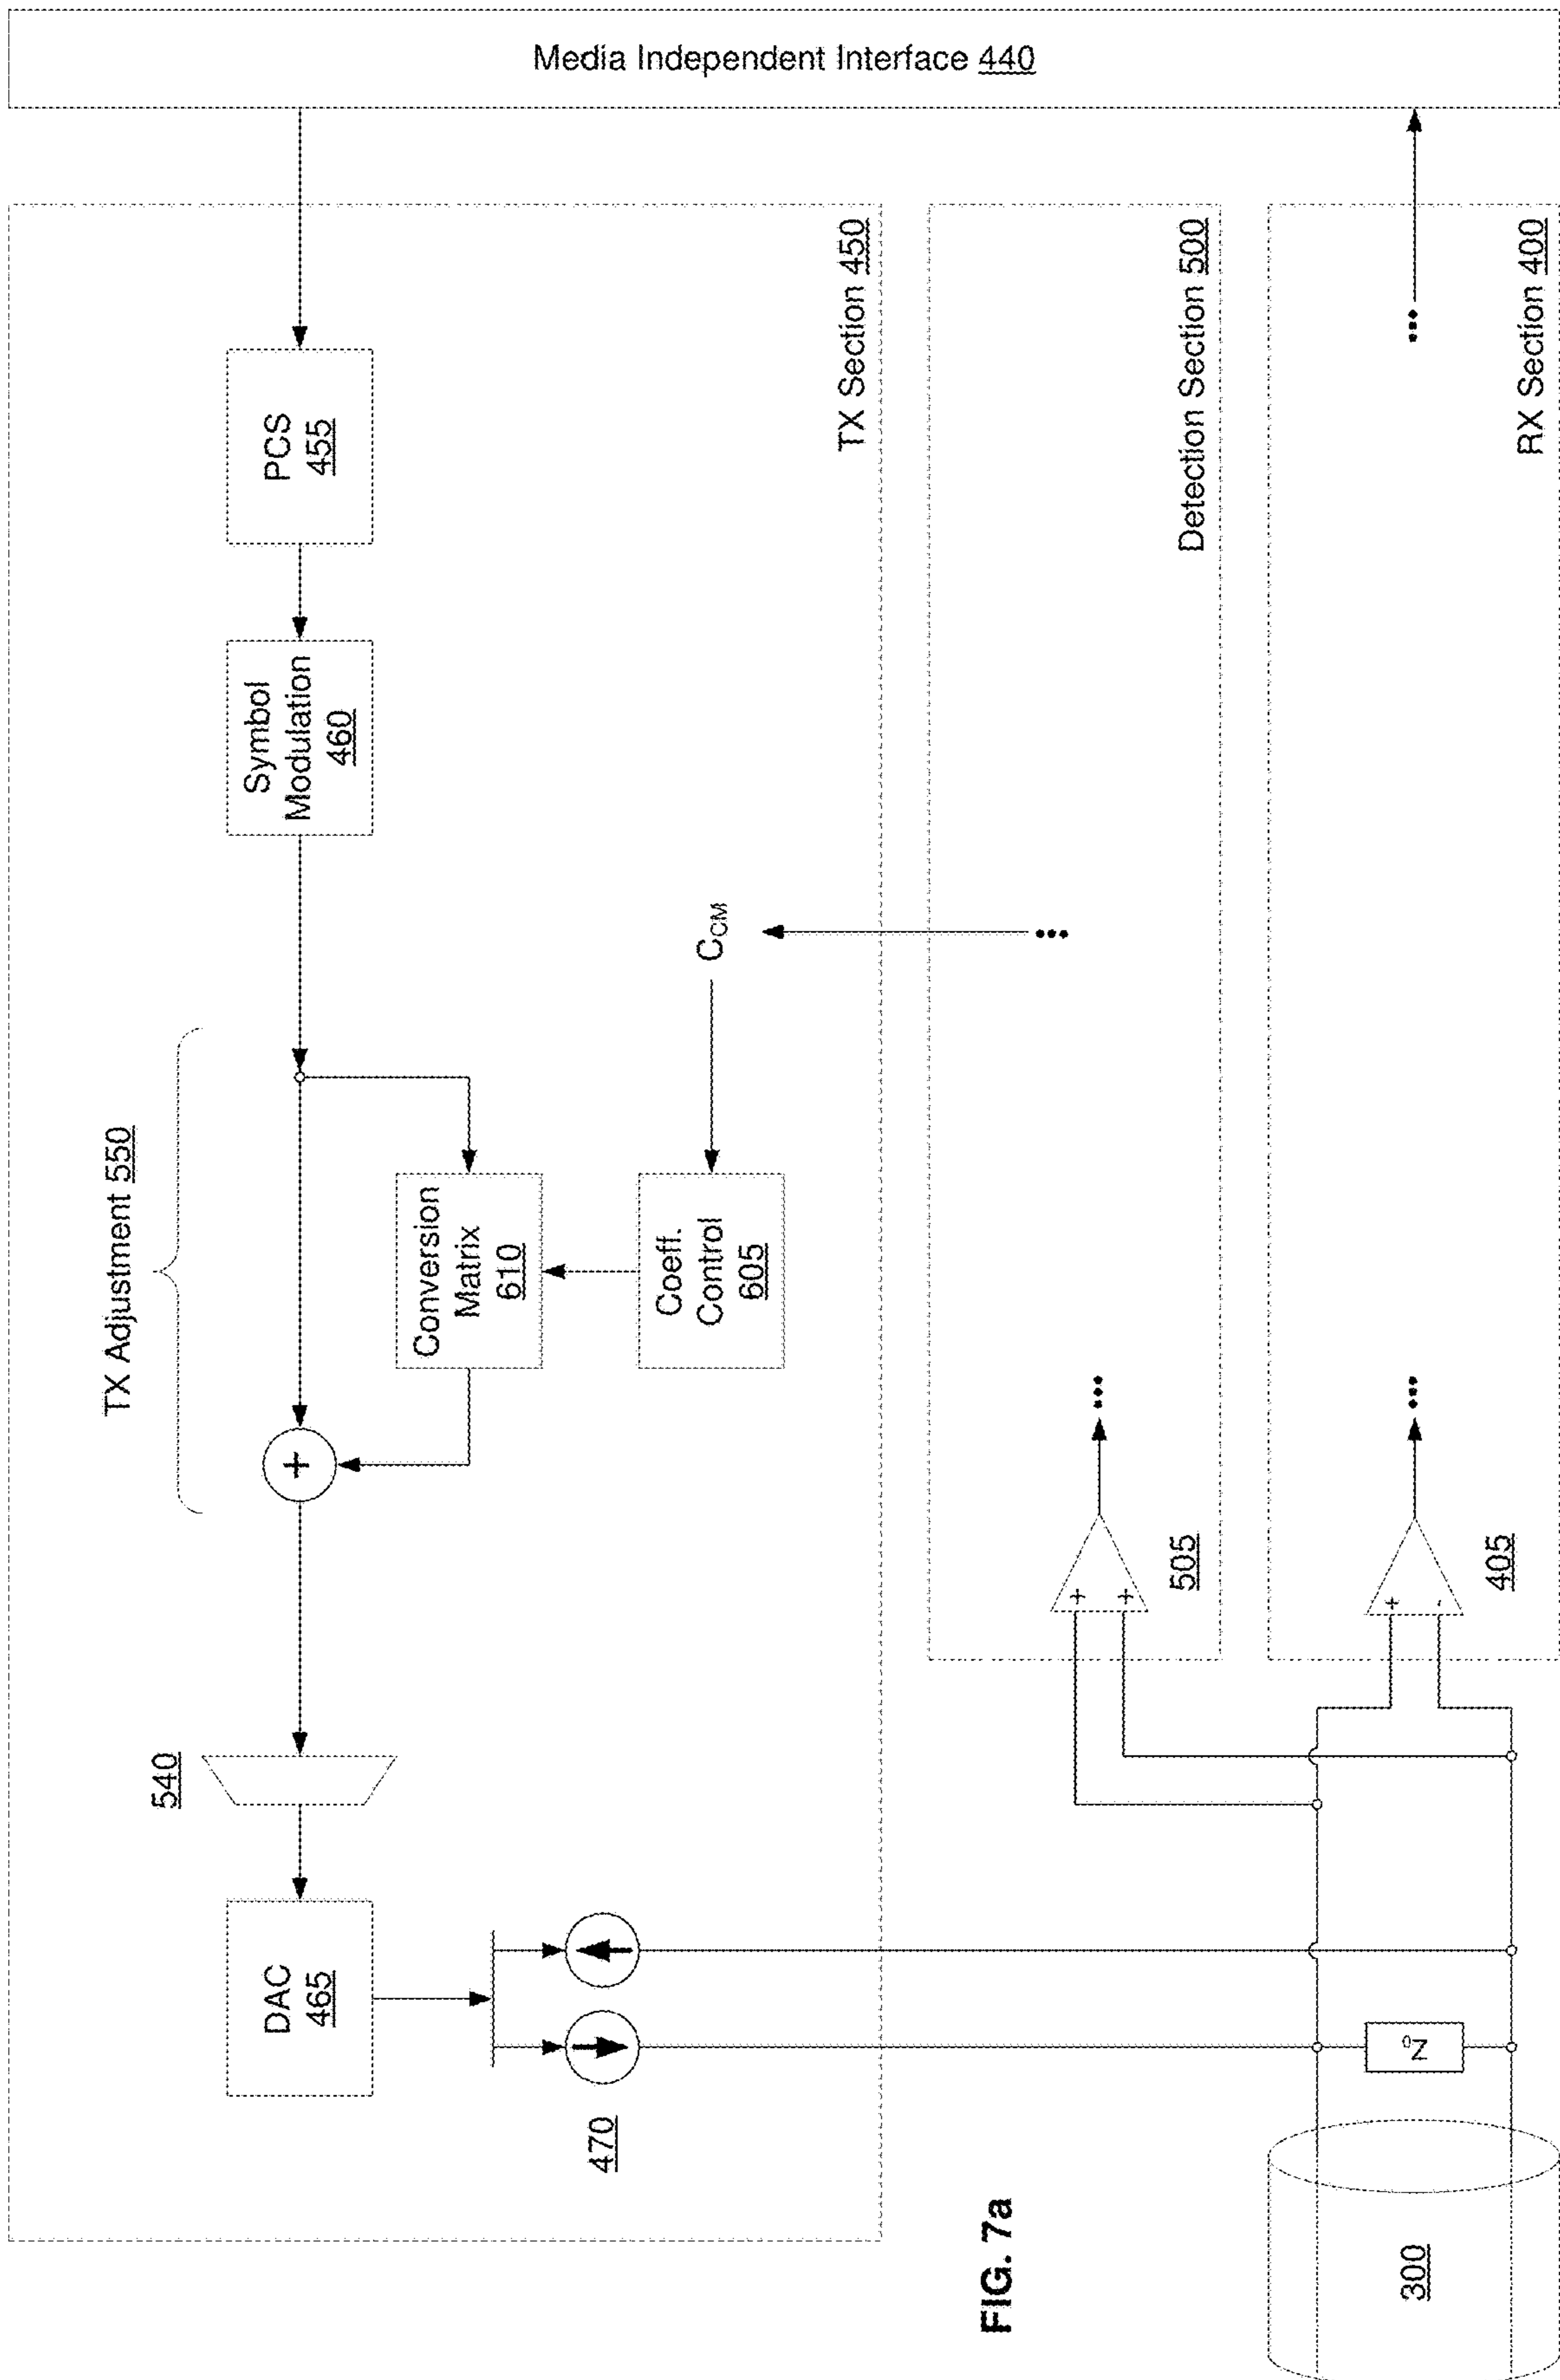 Media Independent Interface 440
TX Section 450
PCS
455
Symbol
Modulation
460
TX Adjustment 550
Conversion
Matrix
610
Coeff.
Control
605
C_CM
+
540
DAC
465
470
Detection Section 500
•••
•••
+
+
505
RX Section 400
•••
•••
+
-
405
Z0
300
FIG. 7a